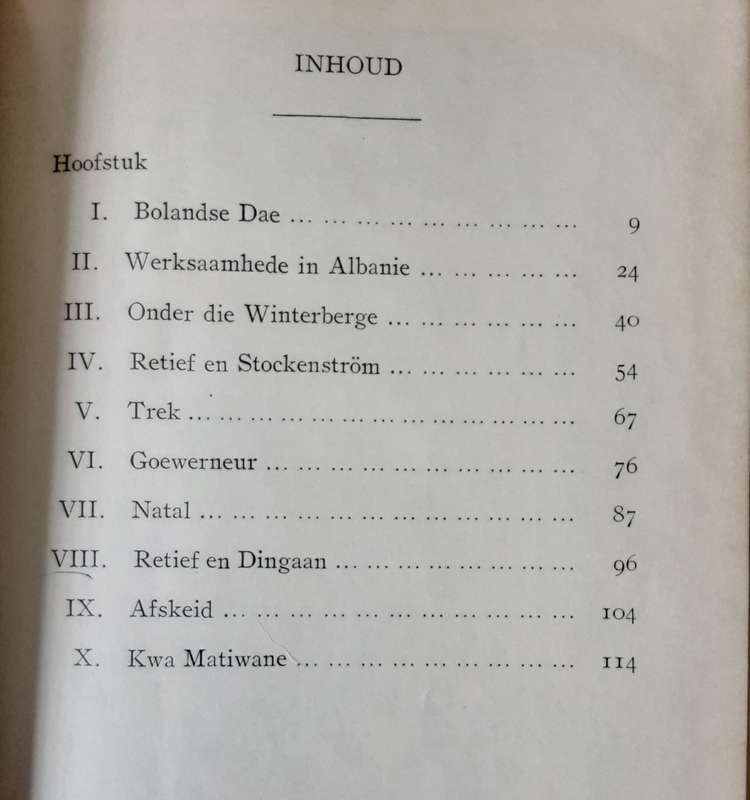 INHOUD
Hoofstuk
I. Bolandse Dae ... ... ... ... ... ... ... ... ... 9
II. Werksaamhede in Albanie ... ... ... ... ... 24
III. Onder die Winterberge ... ... ... ... ... ... 40
IV. Retief en Stockenström ... ... ... ... ... ... 54
V. Trek ... ... ... ... ... ... ... ... ... ... ... ... 67
VI. Goewerneur ... ... ... ... ... ... ... ... ... ... 76
VII. Natal ... ... ... ... ... ... ... ... ... ... ... ... 87
VIII. Retief en Dingaan ... ... ... ... ... ... ... ... 96
IX. Afskeid ... ... ... ... ... ... ... ... ... ... ... 104
X. Kwa Matiwane ... ... ... ... ... ... ... ... ... 114